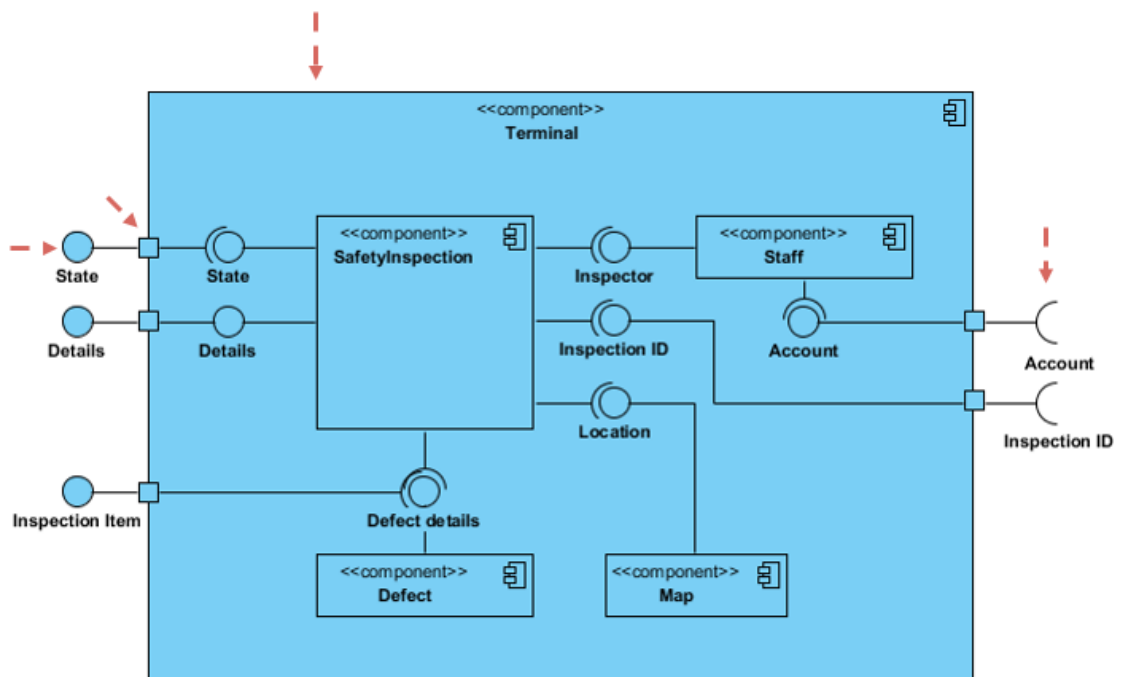 <<component>>
Terminal
<<component>>
SafetyInspection
<<component>>
Staff
State
State
Inspector
Details
Details
Inspection ID
Account
Account
Location
Inspection ID
Inspection Item
Defect details
<<component>>
Defect
<<component>>
Map